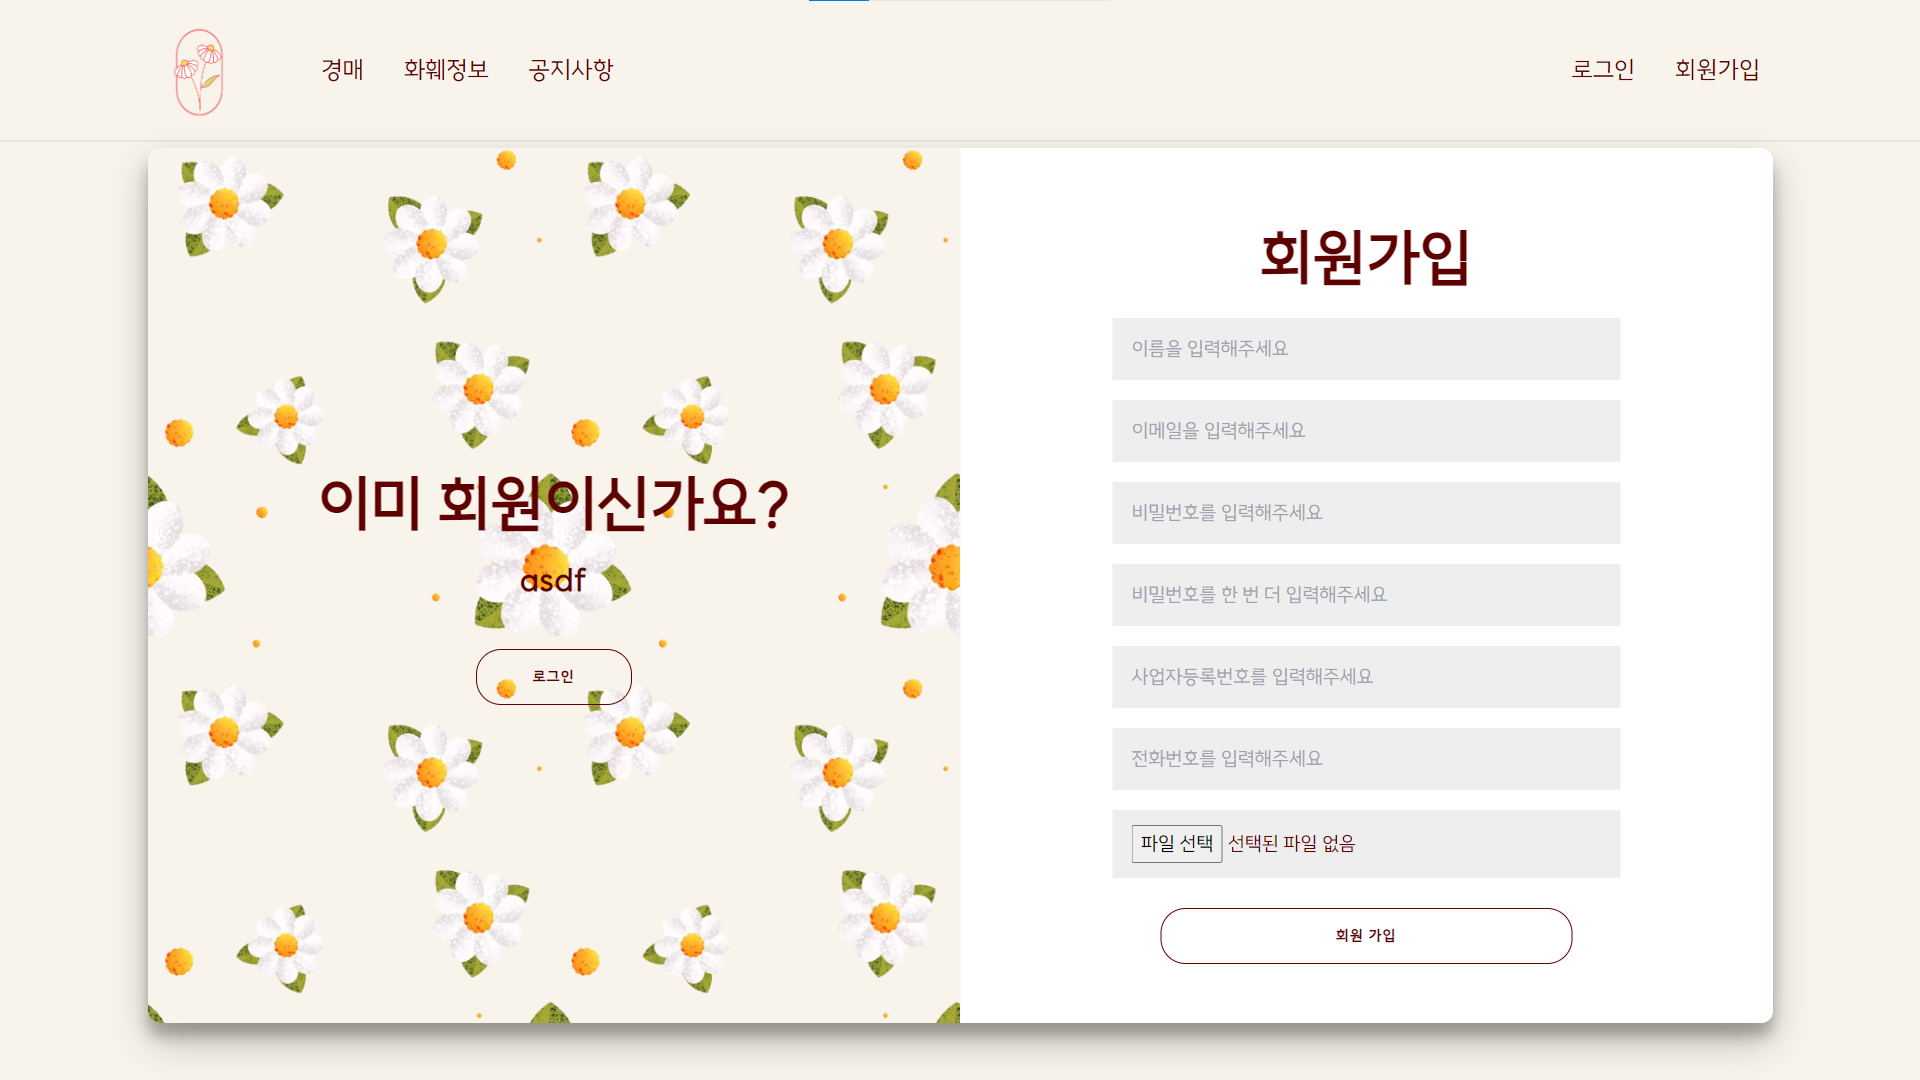 경매 화훼정보 공지사항 로그인 회원가입
이미 회원이신가요?
asdf
로그인
회원가입
이름을 입력해주세요
이메일을 입력해주세요
비밀번호를 입력해주세요
비밀번호를 한 번 더 입력해주세요
사업자등록번호를 입력해주세요
전화번호를 입력해주세요
파일 선택 선택된 파일 없음
회원 가입